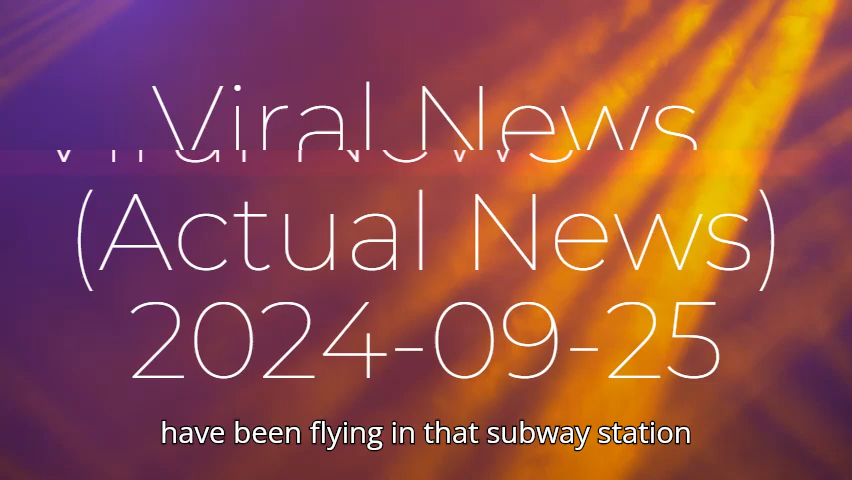 Viral News
(Actual News)
2024-09-25
have been flying in that subway station